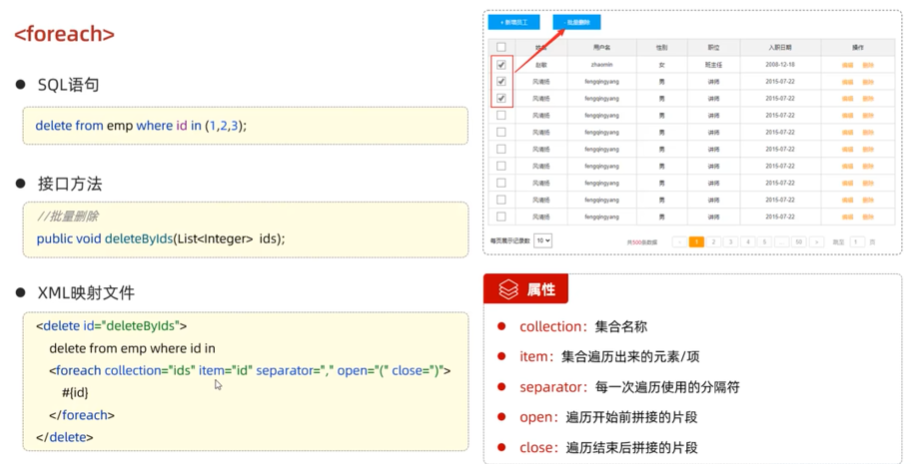 <foreach>
SQL语句
delete from emp where id in (1,2,3);
接口方法
//批量删除
public void deleteByIds(List<Integer> ids);
XML映射文件
<delete id="deleteByIds">
delete from emp where id in
<foreach collection="ids" item="id" separator="," open="(" close=")">
#{id}
</foreach>
</delete>
+ 新增员工 批量删除
姓名 用户名 性别 职位 入职日期 操作
赵敏 zhaomin 女 班主任 2008-12-18 编辑 删除
风清扬 fengqingyang 男 讲师 2015-07-22 编辑 删除
风清扬 fengqingyang 男 讲师 2015-07-22 编辑 删除
风清扬 fengqingyang 男 讲师 2015-07-22 编辑 删除
风清扬 fengqingyang 男 讲师 2015-07-22 编辑 删除
风清扬 fengqingyang 男 讲师 2015-07-22 编辑 删除
风清扬 fengqingyang 男 讲师 2015-07-22 编辑 删除
风清扬 fengqingyang 男 讲师 2015-07-22 编辑 删除
风清扬 fengqingyang 男 讲师 2015-07-22 编辑 删除
风清扬 fengqingyang 男 讲师 2015-07-22 编辑 删除
每页展示记录数 10 共500条数据 < 1 2 3 4 5 ... 50 > 跳至 1 页
属性
collection：集合名称
item：集合遍历出来的元素/项
separator：每一次遍历使用的分隔符
open：遍历开始前拼接的片段
close：遍历结束后拼接的片段